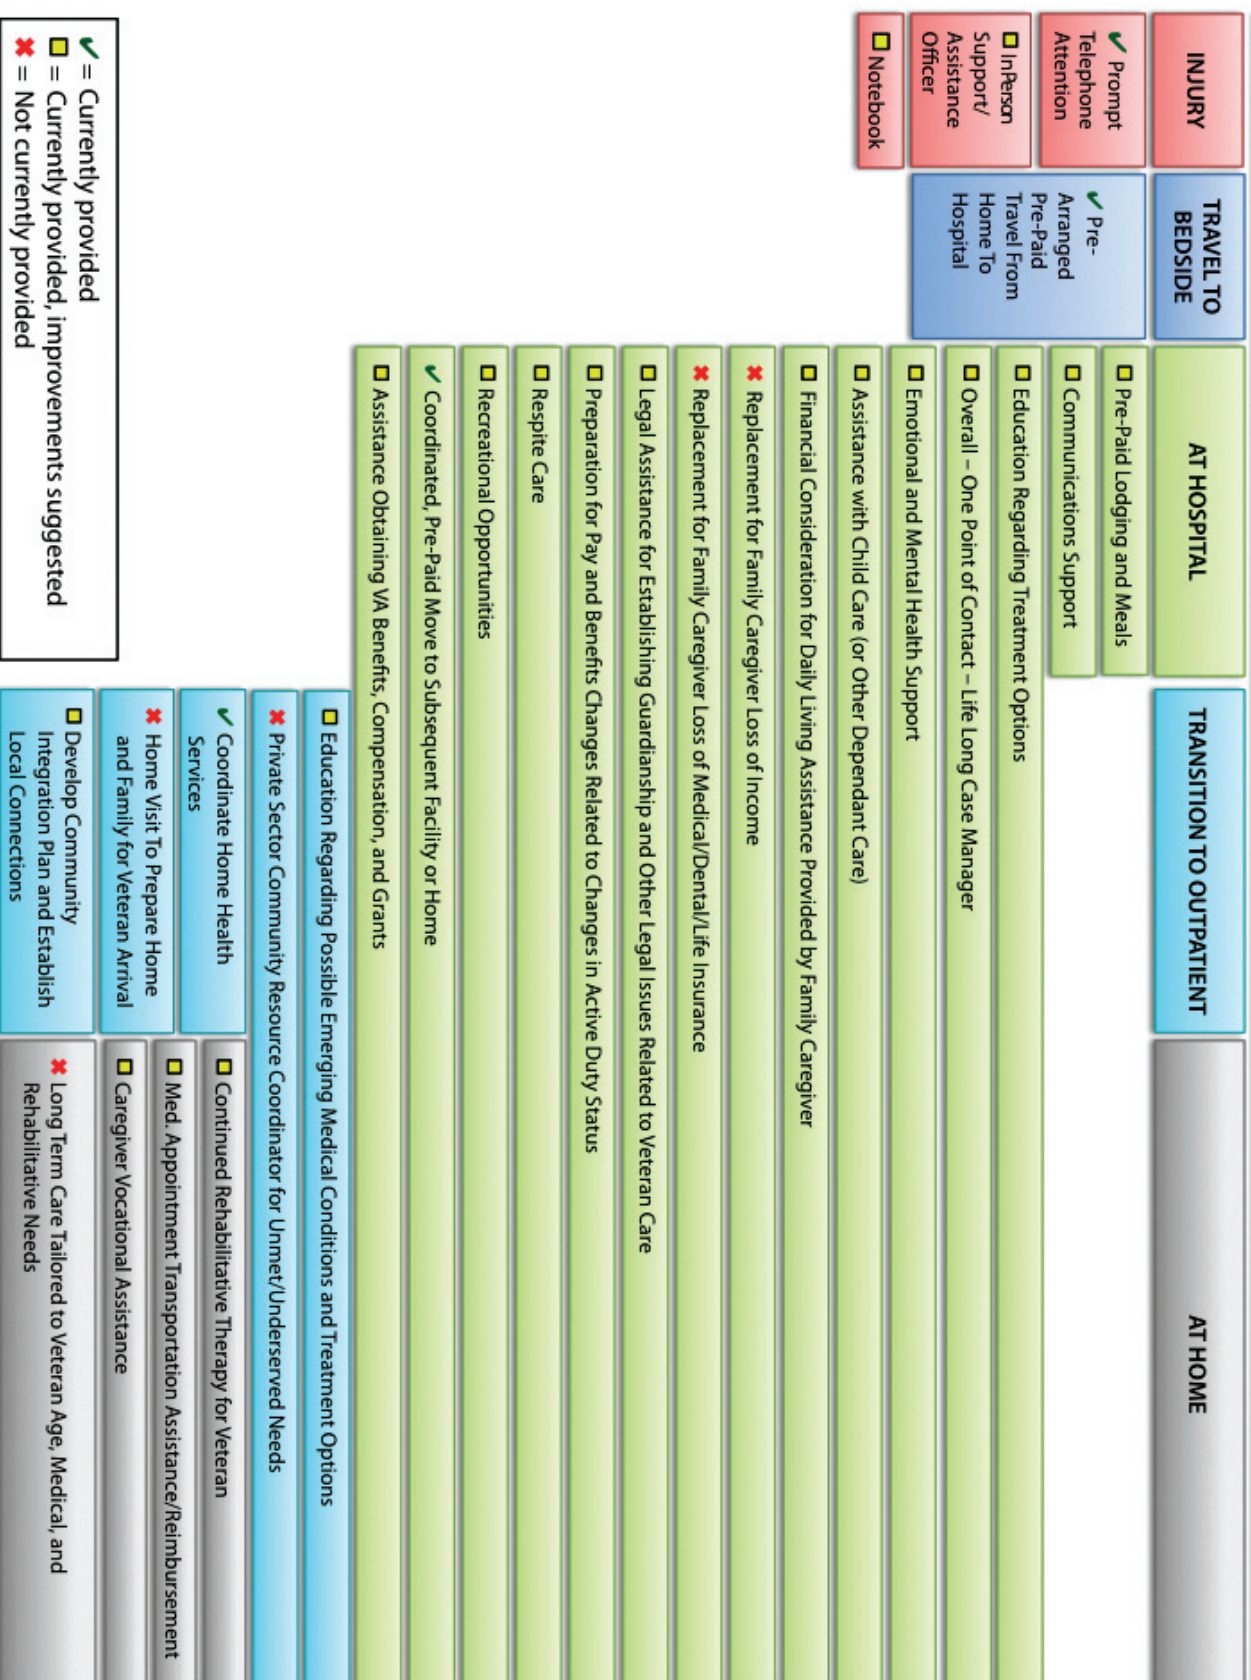 INJURY
✔ Prompt
Telephone
Attention
InPerson
Support/
Assistance
Officer
Notebook
TRAVEL TO
BEDSIDE
✔ Pre-
Arranged
Pre-Paid
Travel From
Home To
Hospital
AT HOSPITAL
Pre-Paid Lodging and Meals
Communications Support
Education Regarding Treatment Options
Overall – One Point of Contact – Life Long Case Manager
Emotional and Mental Health Support
Assistance with Child Care (or Other Dependant Care)
Financial Consideration for Daily Living Assistance Provided by Family Caregiver
✖ Replacement for Family Caregiver Loss of Income
✖ Replacement for Family Caregiver Loss of Medical/Dental/Life Insurance
Legal Assistance for Establishing Guardianship and Other Legal Issues Related to Veteran Care
Preparation for Pay and Benefits Changes Related to Changes in Active Duty Status
Respite Care
Recreational Opportunities
✔ Coordinated, Pre-Paid Move to Subsequent Facility or Home
Assistance Obtaining VA Benefits, Compensation, and Grants
TRANSITION TO OUTPATIENT
Education Regarding Possible Emerging Medical Conditions and Treatment Options
✖ Private Sector Community Resource Coordinator for Unmet/Underserved Needs
✔ Coordinate Home Health
Services
✖ Home Visit To Prepare Home
and Family for Veteran Arrival
Develop Community
Integration Plan and Establish
Local Connections
AT HOME
Continued Rehabilitative Therapy for Veteran
Med. Appointment Transportation Assistance/Reimbursement
Caregiver Vocational Assistance
✖ Long Term Care Tailored to Veteran Age, Medical, and
Rehabilitative Needs
✔ = Currently provided
= Currently provided, improvements suggested
✖ = Not currently provided